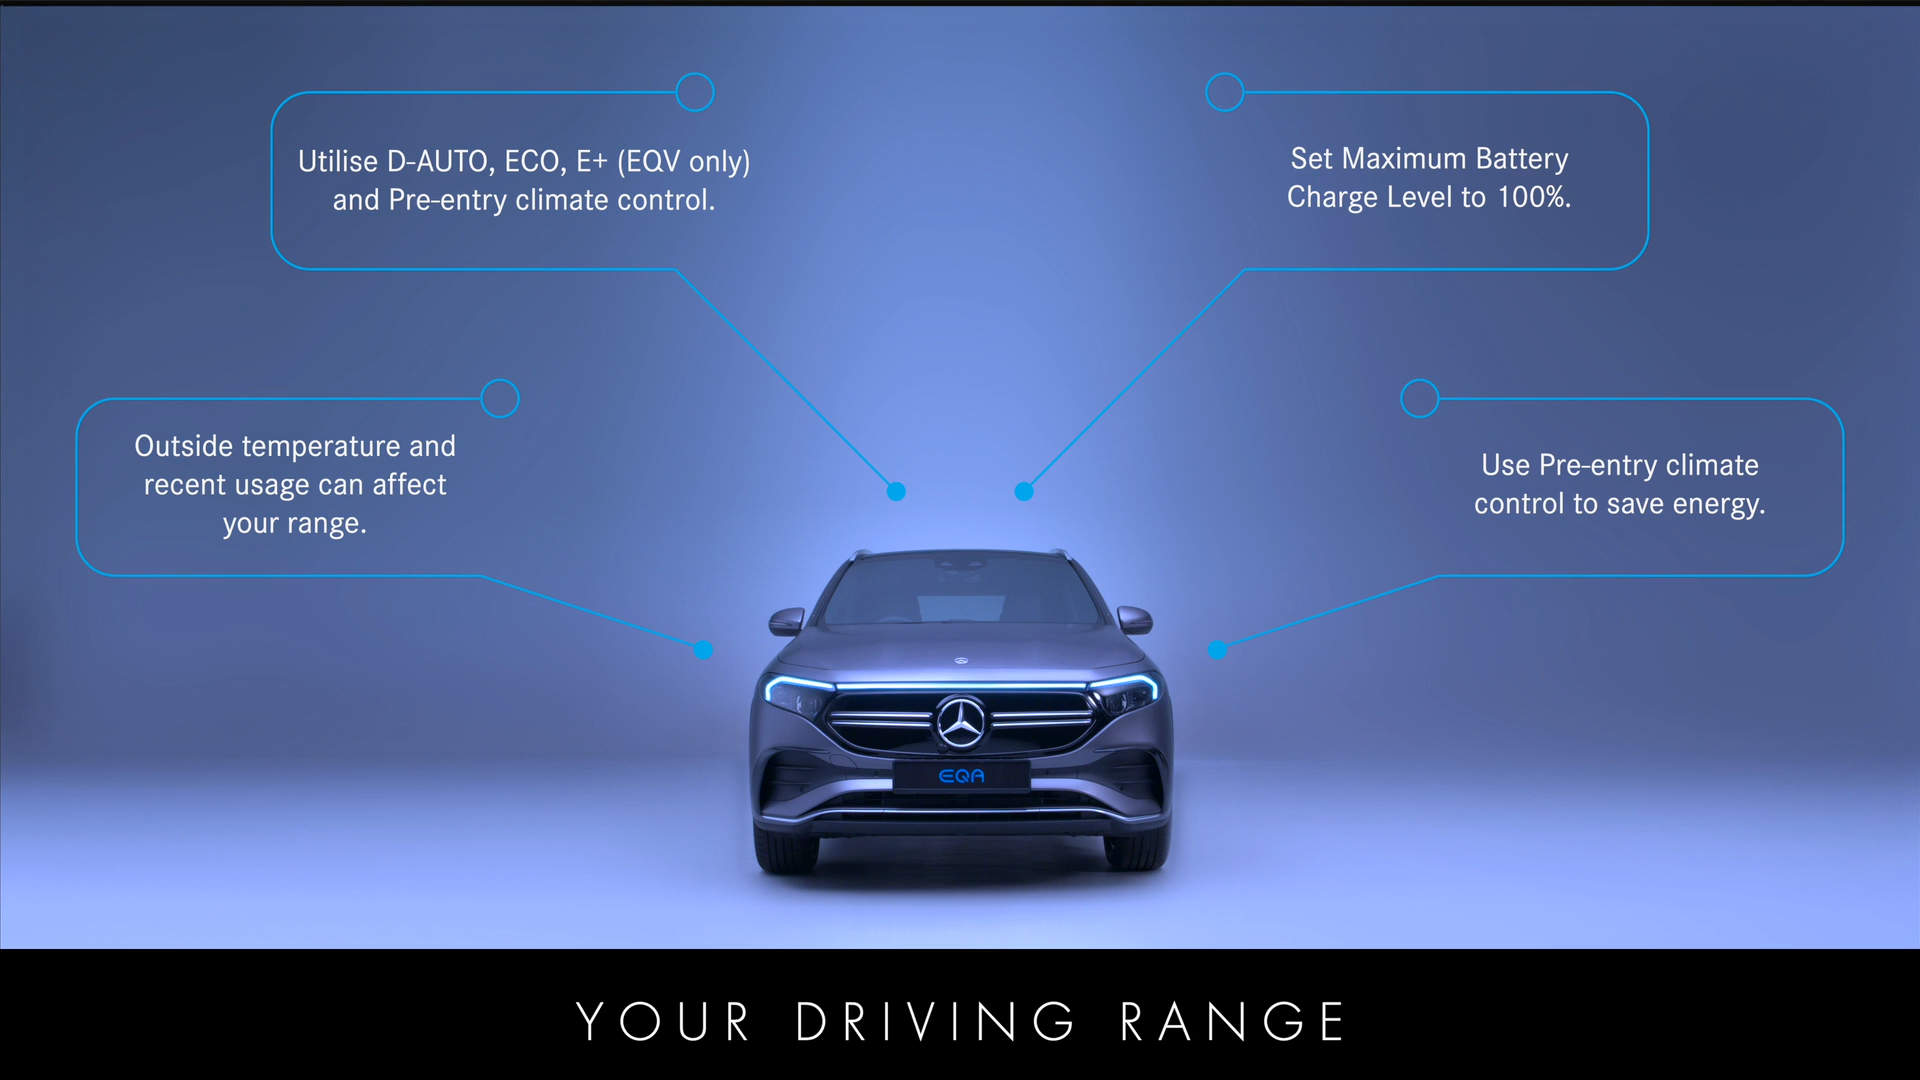 Utilise D-AUTO, ECO, E+ (EQV only)
and Pre-entry climate control.
Set Maximum Battery
Charge Level to 100%.
Outside temperature and
recent usage can affect
your range.
Use Pre-entry climate
control to save energy.
EQA
YOUR DRIVING RANGE